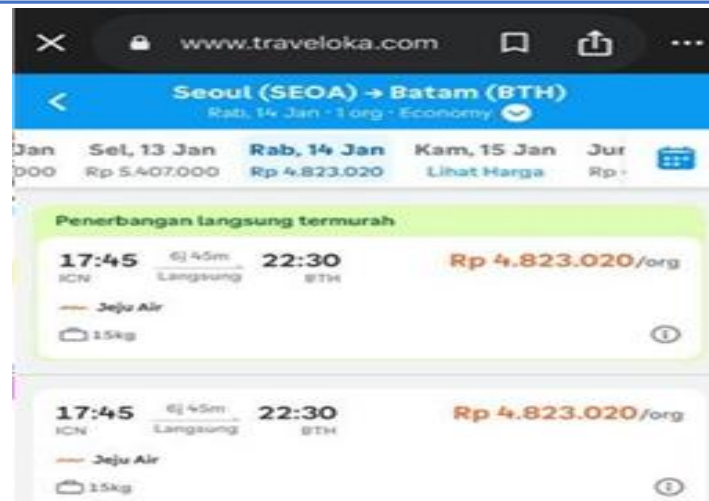 www.traveloka.com
Seoul (SEOA) → Batam (BTH)
Rab, 14 Jan · 1 org · Economy
Jan Sel, 13 Jan Rab, 14 Jan Kam, 15 Jan Jur
000 Rp 5.407.000 Rp 4.823.020 Lihat Harga Rp
Penerbangan langsung termurah
17:45 6j 45m 22:30 Rp 4.823.020/org
ICN Langsung BTH
Jeju Air
15kg
17:45 6j 45m 22:30 Rp 4.823.020/org
ICN Langsung BTH
Jeju Air
15kg